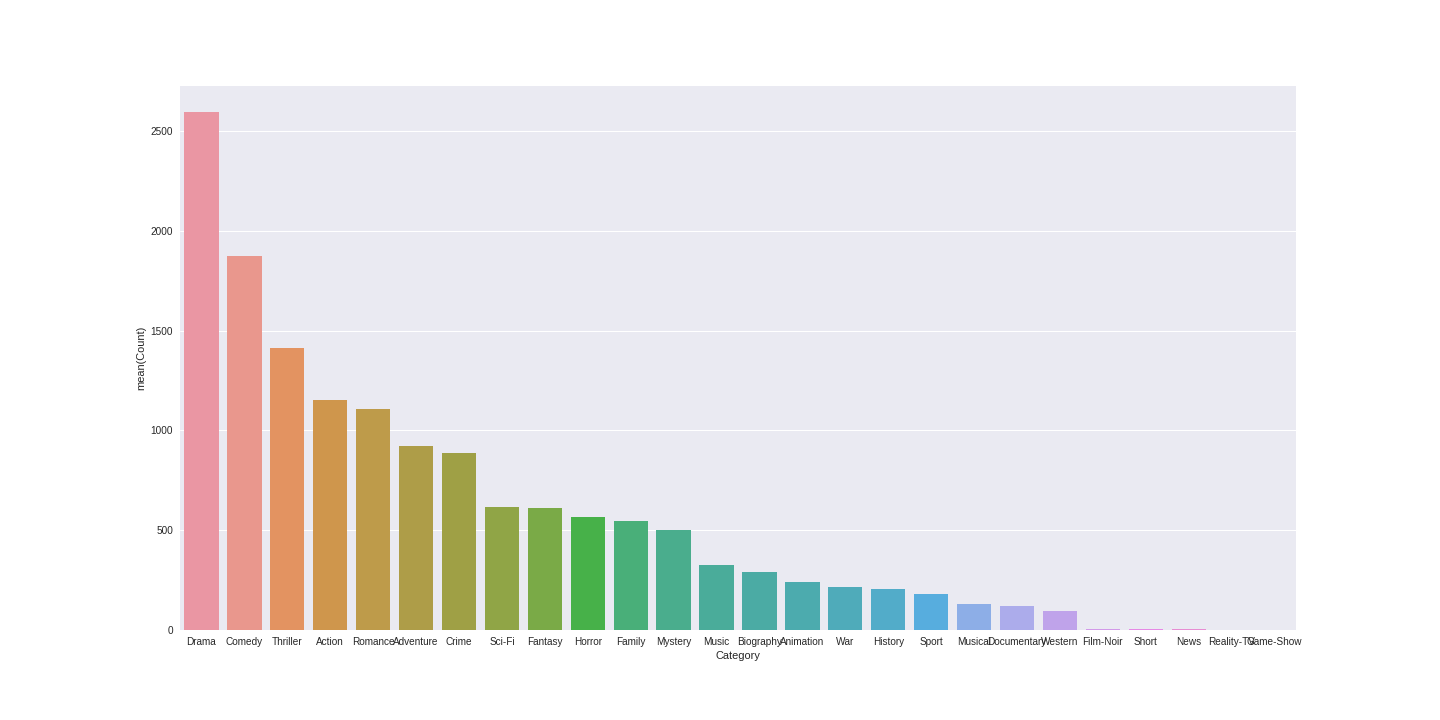 2500
2000
1500
1000
500
0
mean(Count)
Drama Comedy Thriller Action Romance Adventure Crime Sci-Fi Fantasy Horror Family Mystery Music Biography Animation War History Sport Musical Documentary Western Film-Noir Short News Reality-TV Game-Show
Category